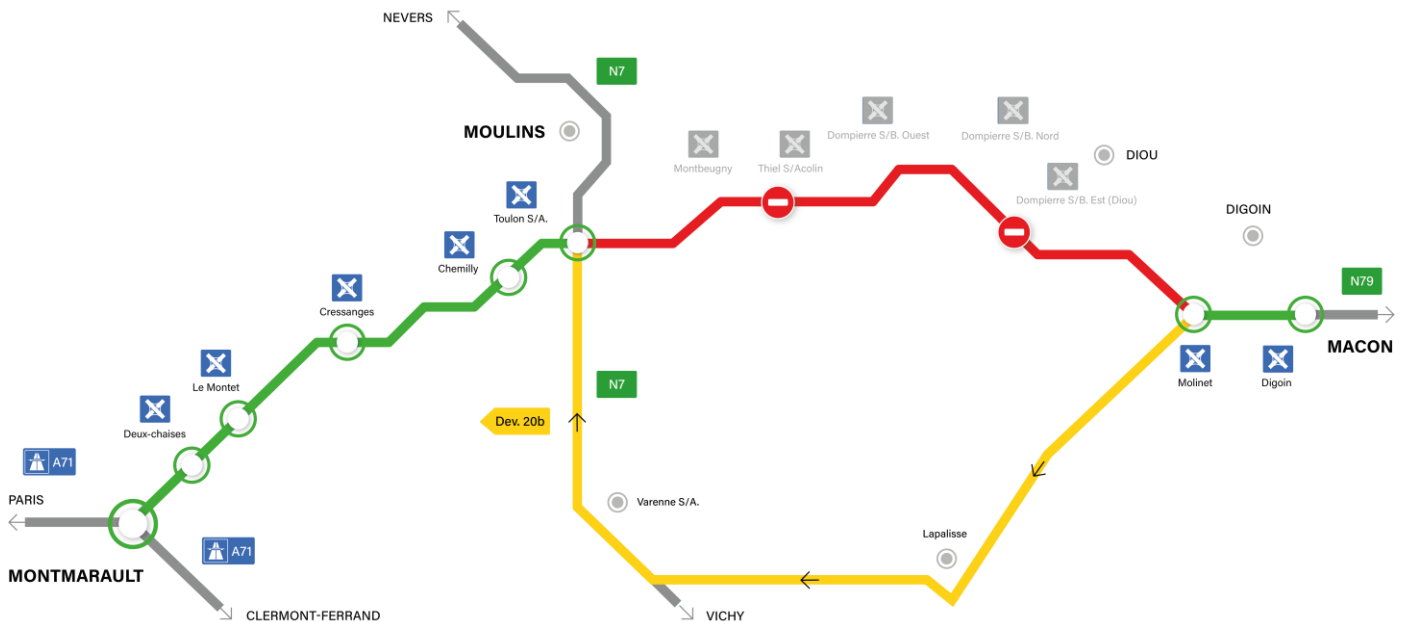 NEVERS
N7
MOULINS
Montbeugny
Thiel S/Acolin
Dompierre S/B. Ouest
Dompierre S/B. Nord
DIOU
Dompierre S/B. Est (Diou)
Toulon S/A.
DIGOIN
Chemilly
N79
Cressanges
MACON
Le Montet
N7
Molinet
Digoin
Deux-chaises
Dev. 20b
A71
PARIS
Varenne S/A.
Lapalisse
A71
MONTMARAULT
CLERMONT-FERRAND
VICHY